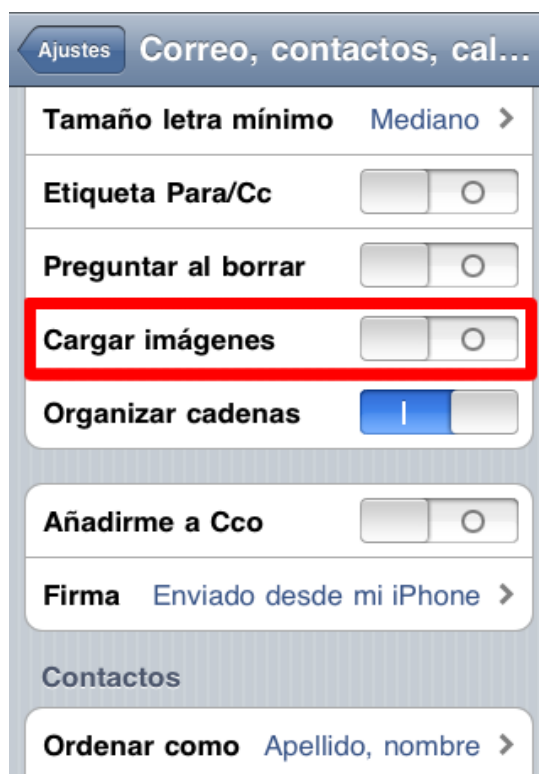 Ajustes Correo, contactos, cal...
Tamaño letra mínimo Mediano
Etiqueta Para/Cc
Preguntar al borrar
Cargar imágenes
Organizar cadenas
Añadirme a Cco
Firma Enviado desde mi iPhone
Contactos
Ordenar como Apellido, nombre